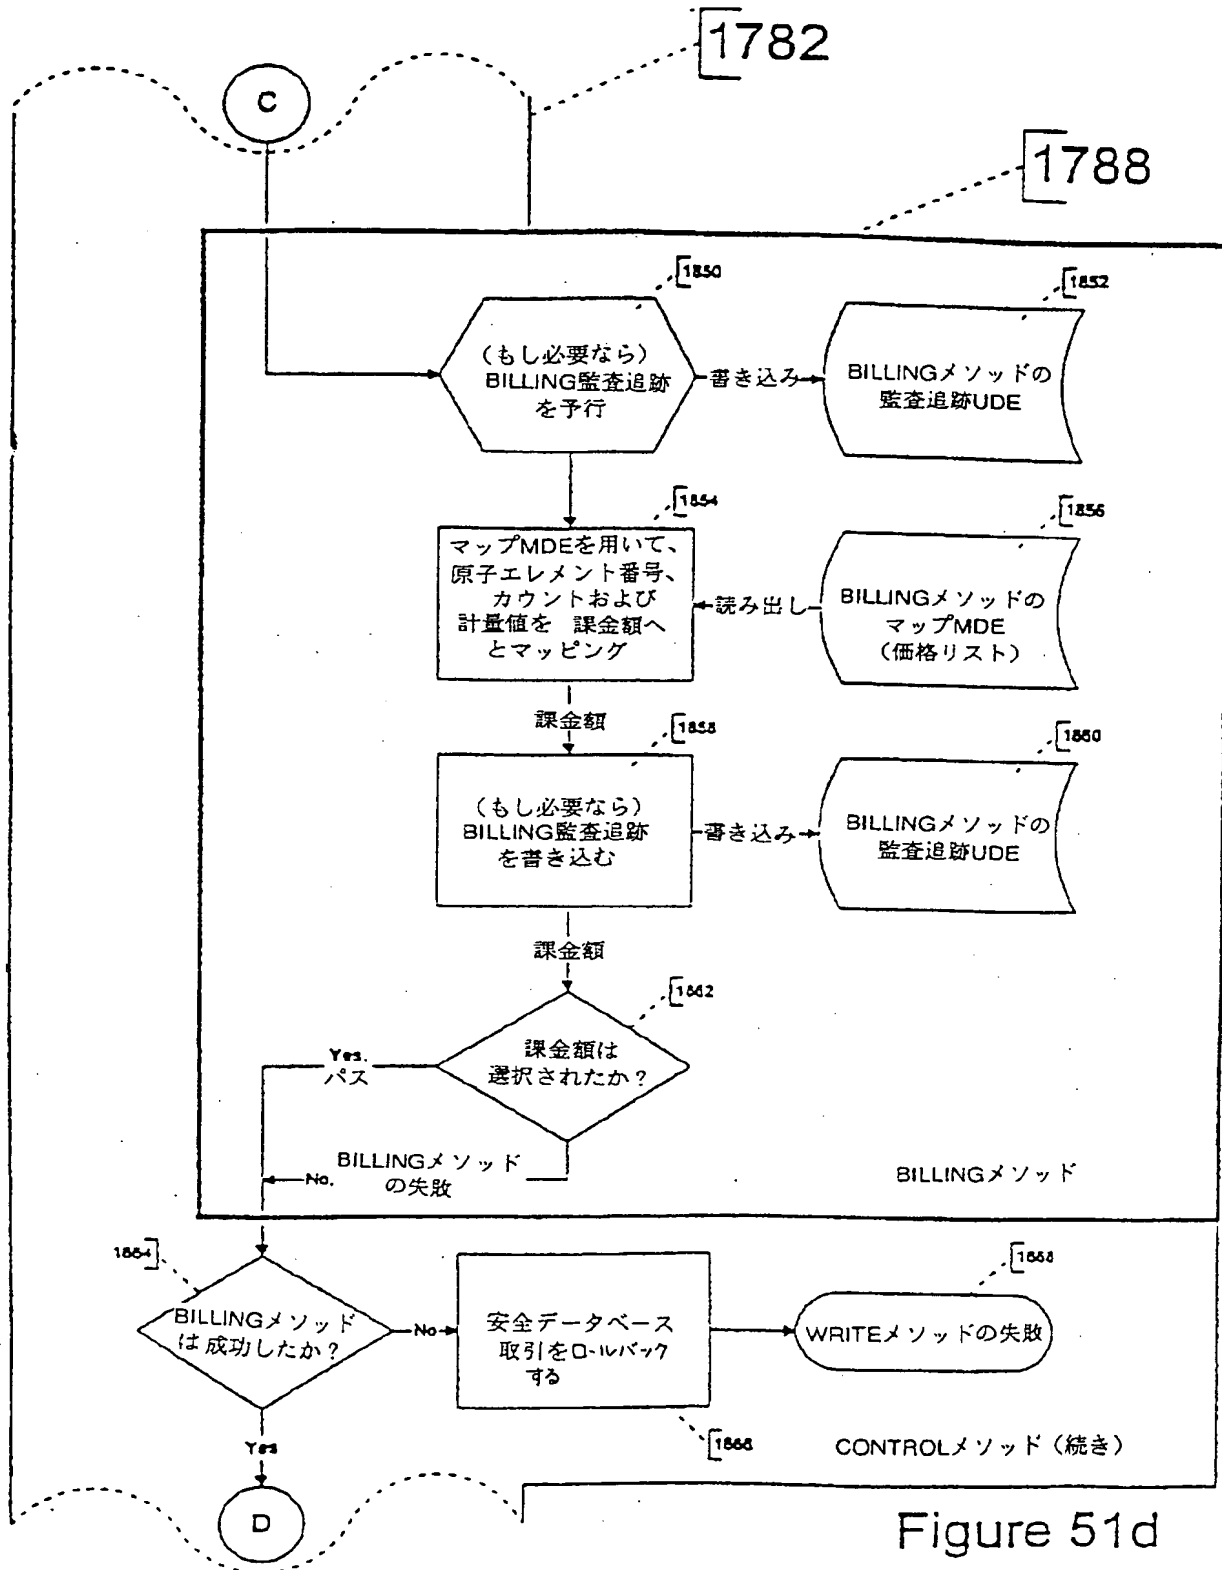 1782
C
1788
1850
(もし必要なら)
BILLING監査追跡
を予行
書き込み
1852
BILLINGメソッドの
監査追跡UDE
1854
マップMDEを用いて、
原子エレメント番号、
カウントおよび
計量値を 課金額へ
とマッピング
読み出し
1856
BILLINGメソッドの
マップMDE
(価格リスト)
課金額
1858
(もし必要なら)
BILLING監査追跡
を書き込む
書き込み
1860
BILLINGメソッドの
監査追跡UDE
課金額
1862
課金額は
選択されたか?
Yes.
パス
No.
BILLINGメソッド
の失敗
BILLINGメソッド
1864
BILLINGメソッド
は成功したか?
No
安全データベース
取引をロールバック
する
1866
1868
WRITEメソッドの失敗
Yes
CONTROLメソッド(続き)
D
Figure 51d